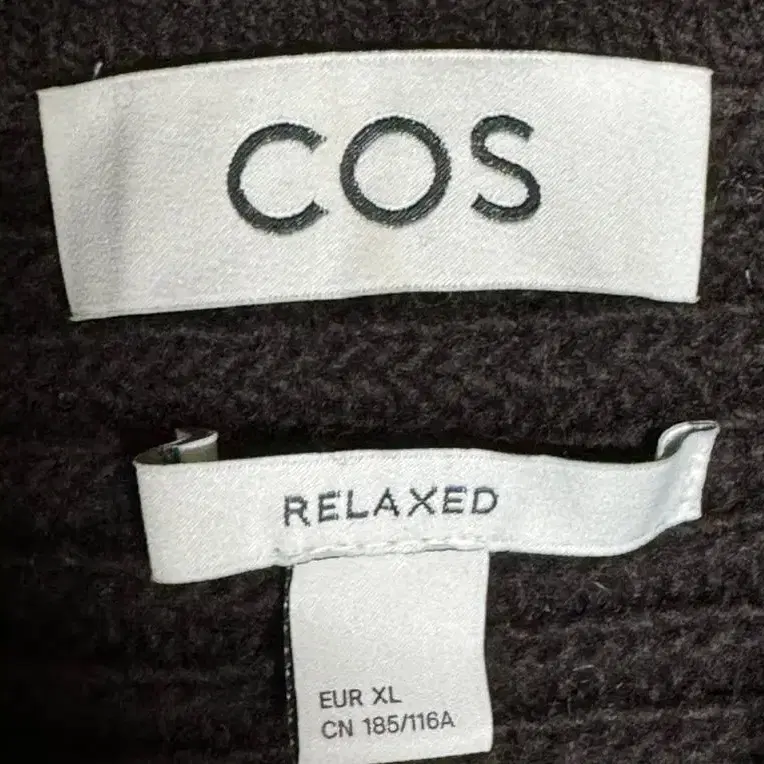 COS
RELAXED
EUR XL
CN 185/116A